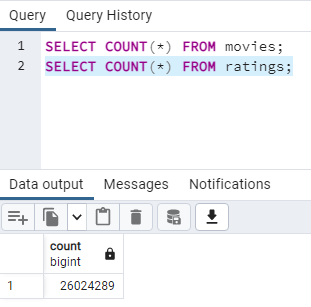 Query Query History
1 SELECT COUNT(*) FROM movies;
2 SELECT COUNT(*) FROM ratings;
Data output Messages Notifications
count
bigint
1 26024289